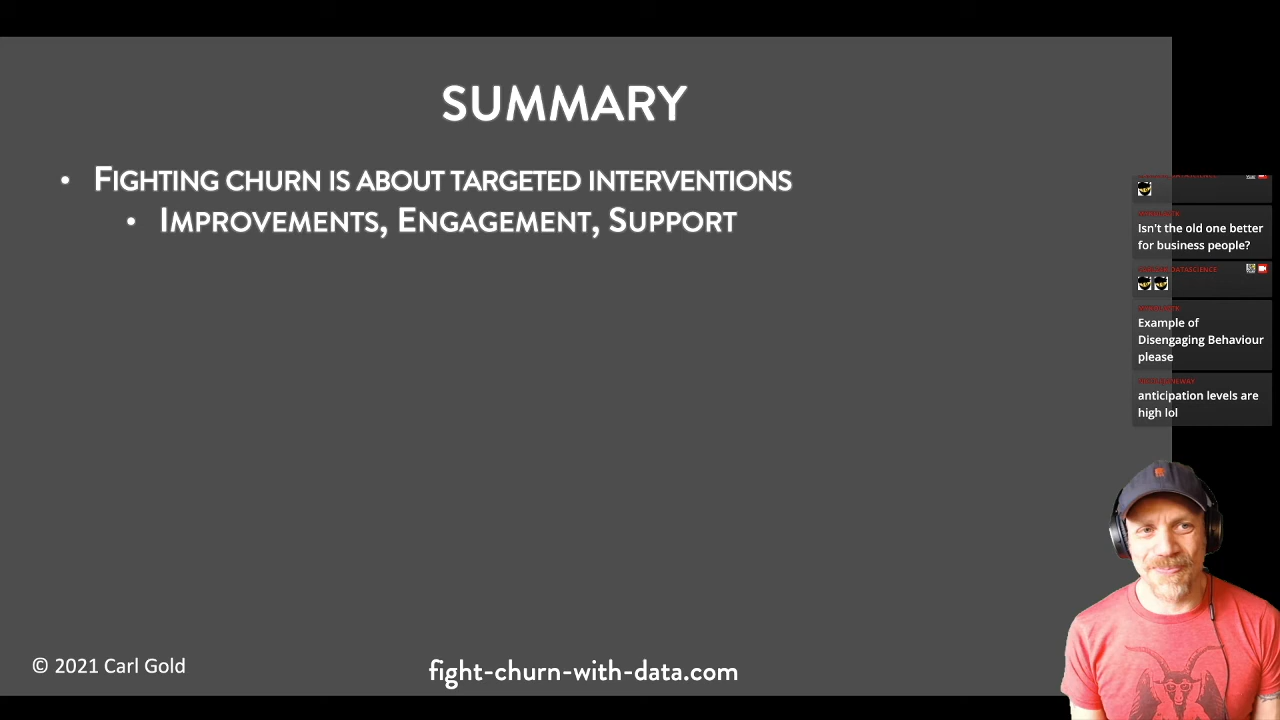 SUMMARY
• FIGHTING CHURN IS ABOUT TARGETED INTERVENTIONS
• IMPROVEMENTS, ENGAGEMENT, SUPPORT
Isn't the old one better
for business people?
DATASCIENCE
Example of
Disengaging Behaviour
please
anticipation levels are
high lol
© 2021 Carl Gold
fight-churn-with-data.com